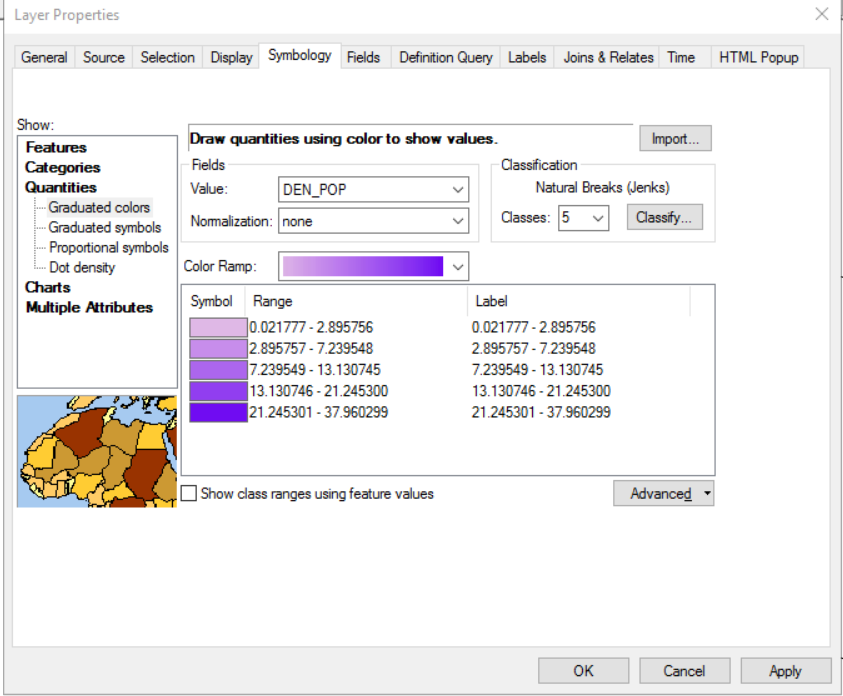 Layer Properties
General Source Selection Display Symbology Fields Definition Query Labels Joins & Relates Time HTML Popup
Show:
Features
Categories
Quantities
Graduated colors
Graduated symbols
Proportional symbols
Dot density
Charts
Multiple Attributes
Draw quantities using color to show values.
Import...
Fields
Value: DEN_POP
Normalization: none
Classification
Natural Breaks (Jenks)
Classes: 5 Classify...
Color Ramp:
Symbol Range Label
0.021777 - 2.895756 0.021777 - 2.895756
2.895757 - 7.239548 2.895757 - 7.239548
7.239549 - 13.130745 7.239549 - 13.130745
13.130746 - 21.245300 13.130746 - 21.245300
21.245301 - 37.960299 21.245301 - 37.960299
Show class ranges using feature values
Advanced
OK Cancel Apply